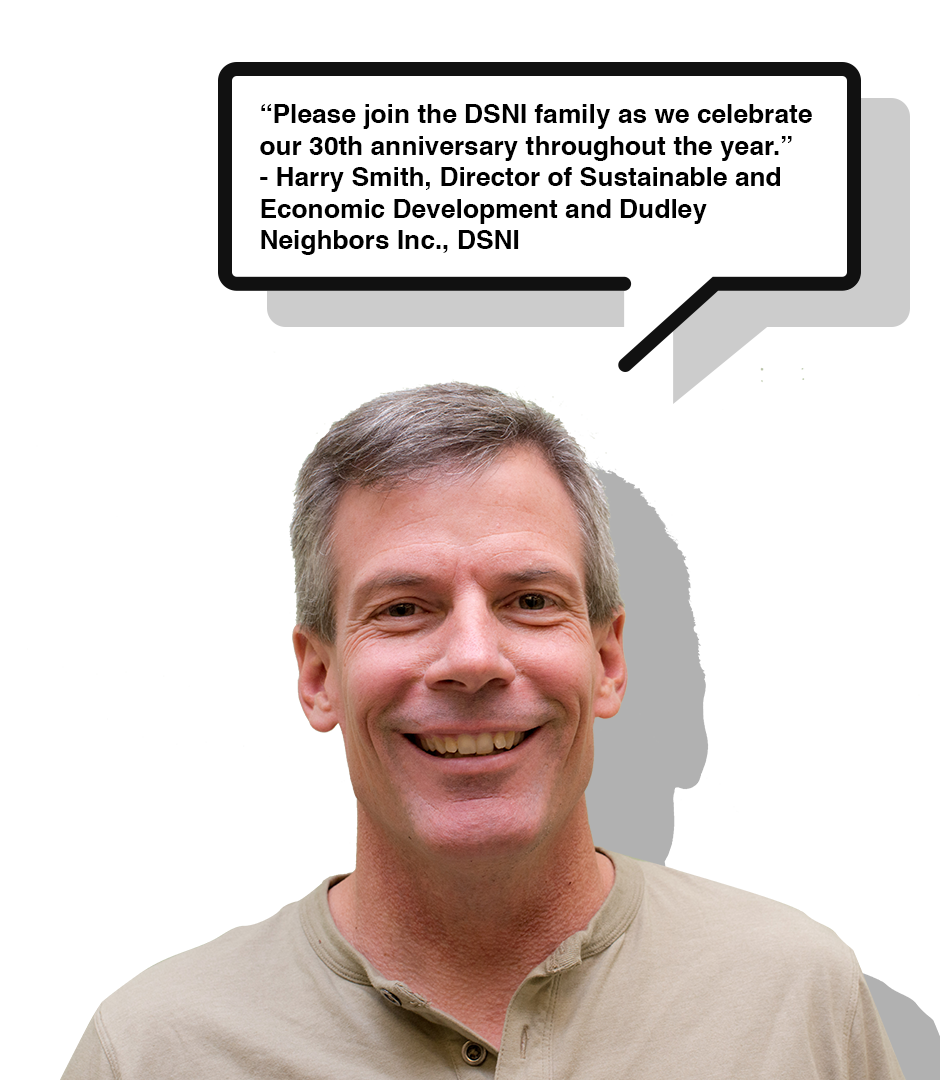 “Please join the DSNI family as we celebrate
our 30th anniversary throughout the year.”
- Harry Smith, Director of Sustainable and
Economic Development and Dudley
Neighbors Inc., DSNI